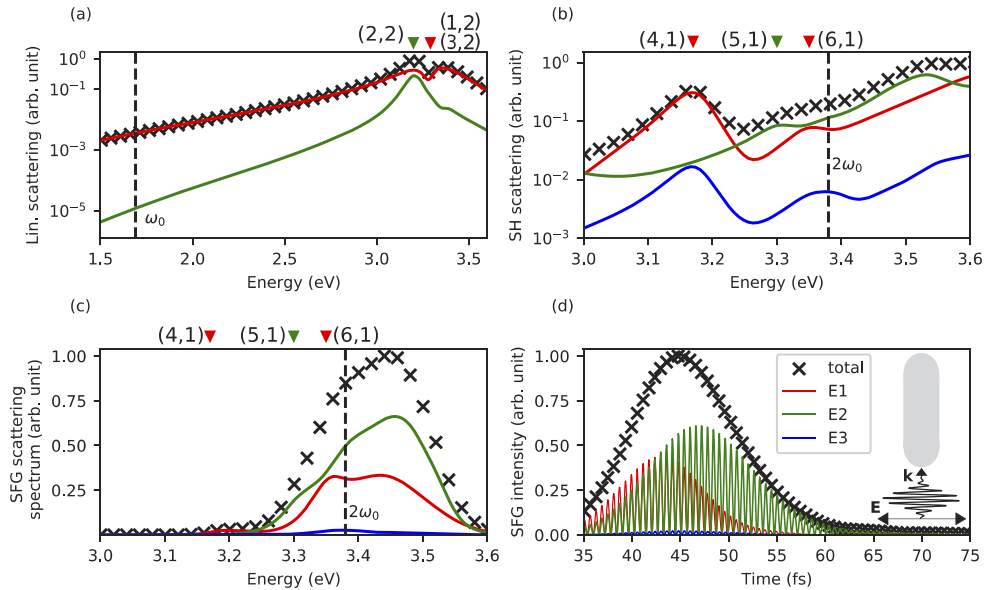 (a)
(2,2)
(1,2)
(3,2)
Lin. scattering (arb. unit)
10^0
10^-1
10^-3
10^-5
ω0
1.5 2.0 2.5 3.0 3.5
Energy (eV)
(b)
(4,1) (5,1) (6,1)
SH scattering (arb. unit)
10^0
10^-1
10^-2
10^-3
2ω0
3.0 3.1 3.2 3.3 3.4 3.5 3.6
Energy (eV)
(c)
(4,1) (5,1) (6,1)
SFG scattering
spectrum (arb. unit)
1.00
0.75
0.50
0.25
2ω0
3.0 3.1 3.2 3.3 3.4 3.5 3.6
Energy (eV)
(d)
SFG intensity (arb. unit)
1.00
0.75
0.50
0.25
0.00
total
E1
E2
E3
k
E
35 40 45 50 55 60 65 70 75
Time (fs)